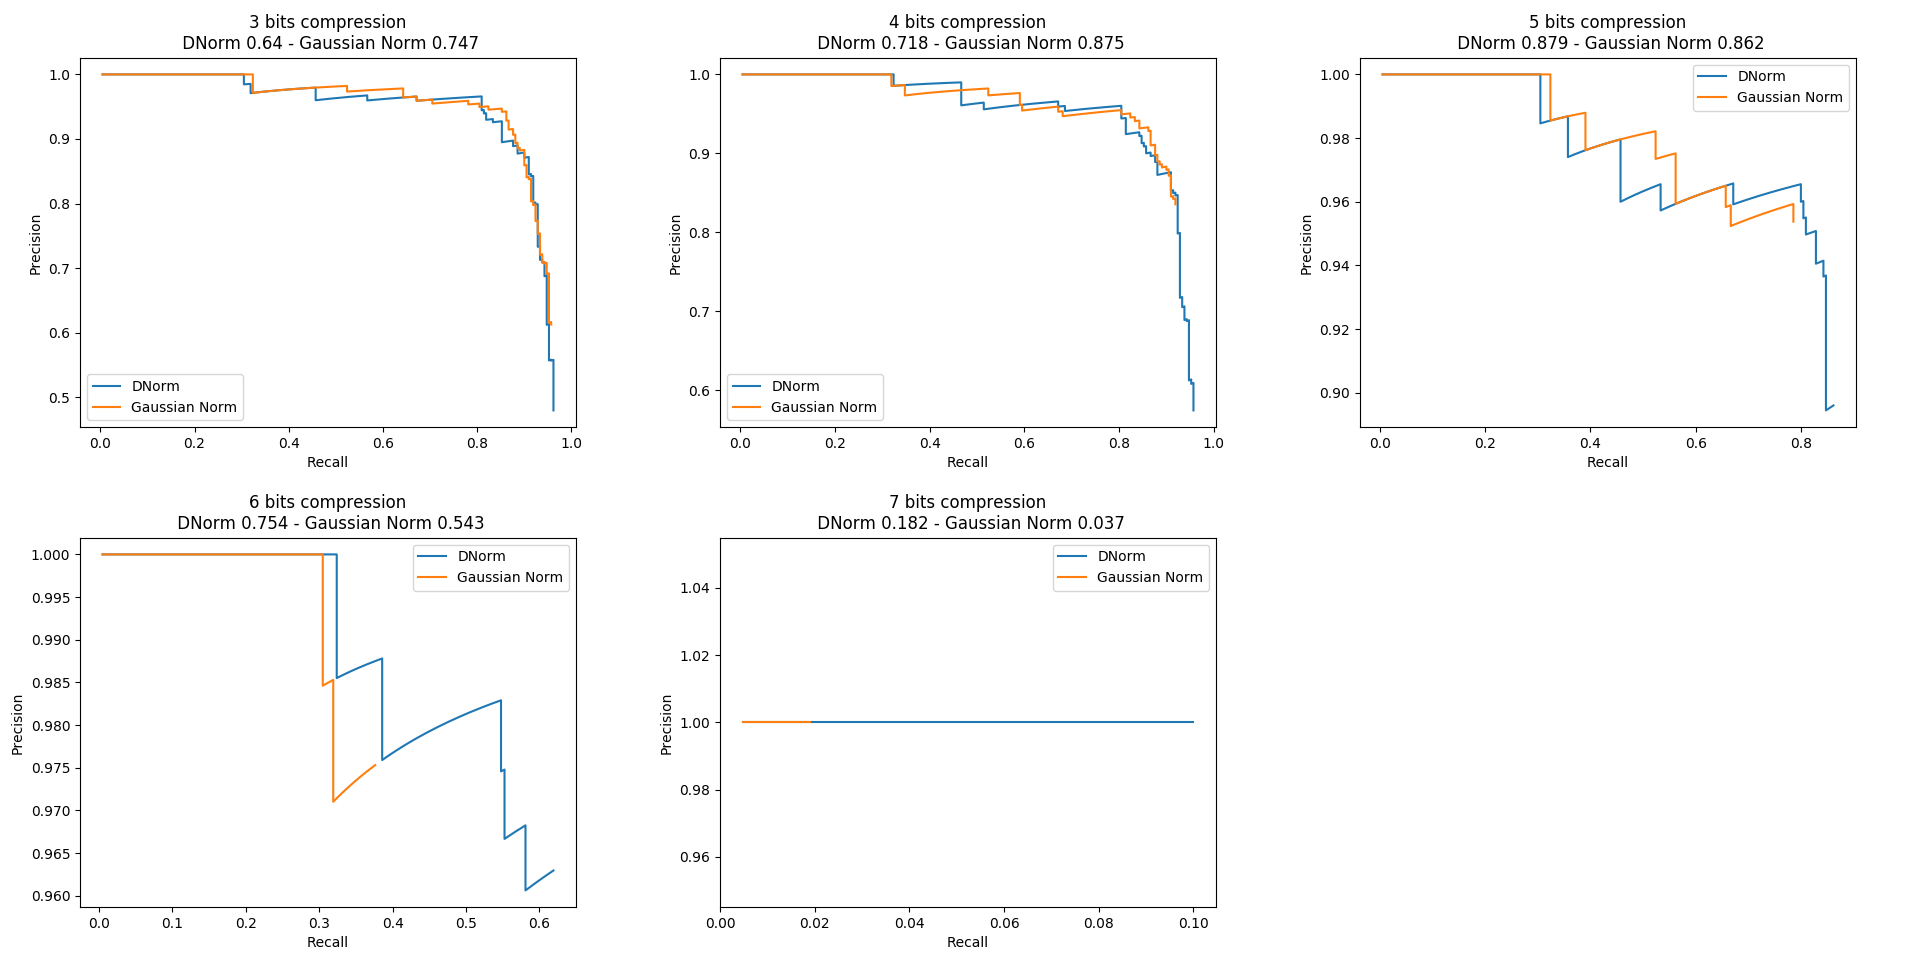 3 bits compression
DNorm 0.64 - Gaussian Norm 0.747
1.0
0.9
0.8
0.7
0.6
0.5
Precision
DNorm
Gaussian Norm
0.0 0.2 0.4 0.6 0.8 1.0
Recall
4 bits compression
DNorm 0.718 - Gaussian Norm 0.875
1.0
0.9
0.8
0.7
0.6
Precision
DNorm
Gaussian Norm
0.0 0.2 0.4 0.6 0.8 1.0
Recall
5 bits compression
DNorm 0.879 - Gaussian Norm 0.862
1.00
0.98
0.96
0.94
0.92
0.90
Precision
DNorm
Gaussian Norm
0.0 0.2 0.4 0.6 0.8
Recall
6 bits compression
DNorm 0.754 - Gaussian Norm 0.543
1.000
0.995
0.990
0.985
0.980
0.975
0.970
0.965
0.960
Precision
DNorm
Gaussian Norm
0.0 0.1 0.2 0.3 0.4 0.5 0.6
Recall
7 bits compression
DNorm 0.182 - Gaussian Norm 0.037
1.04
1.02
1.00
0.98
0.96
Precision
DNorm
Gaussian Norm
0.00 0.02 0.04 0.06 0.08 0.10
Recall